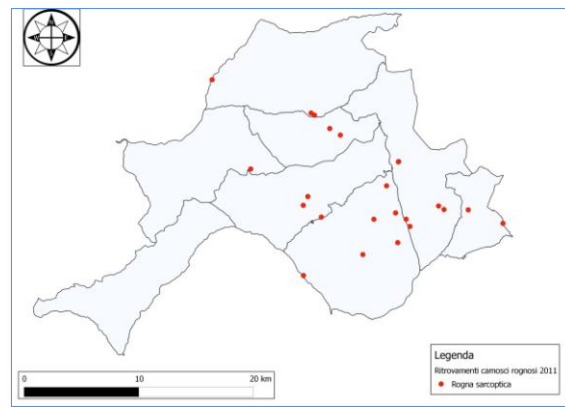 0 10 20 km
Legenda
Ritrovamenti camosci rognosi 2011
Rogna sarcoptica